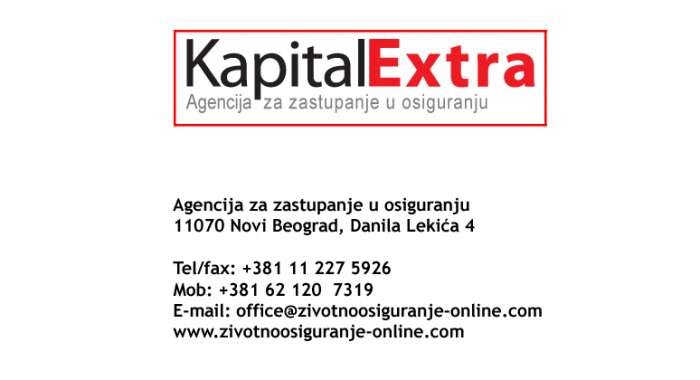 KapitalExtra
Agencija za zastupanje u osiguranju
Agencija za zastupanje u osiguranju
11070 Novi Beograd, Danila Lekića 4
Tel/fax: +381 11 227 5926
Mob: +381 62 120  7319
E-mail: office@zivotnoosiguranje-online.com
www.zivotnoosiguranje-online.com